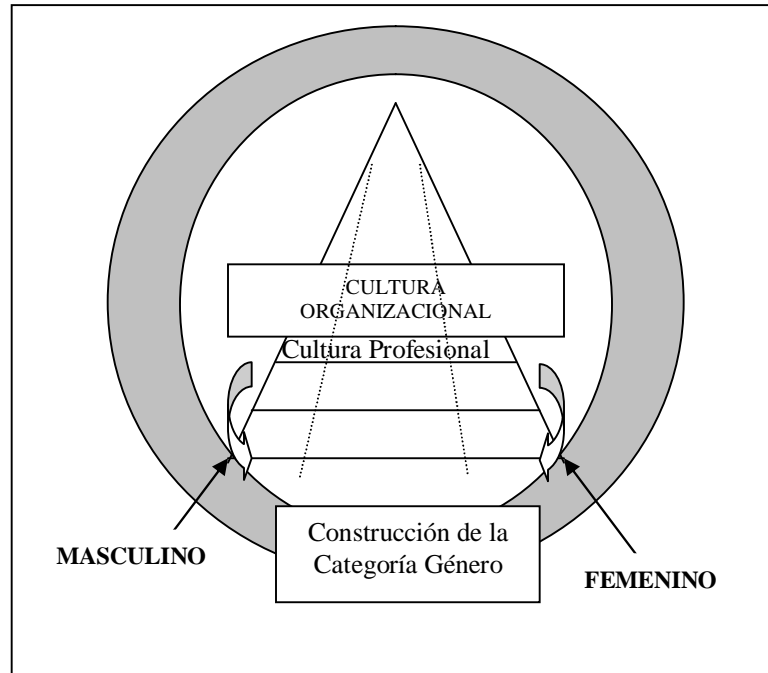 CULTURA
ORGANIZACIONAL
Cultura Profesional
Construcción de la
Categoría Género
MASCULINO
FEMENINO